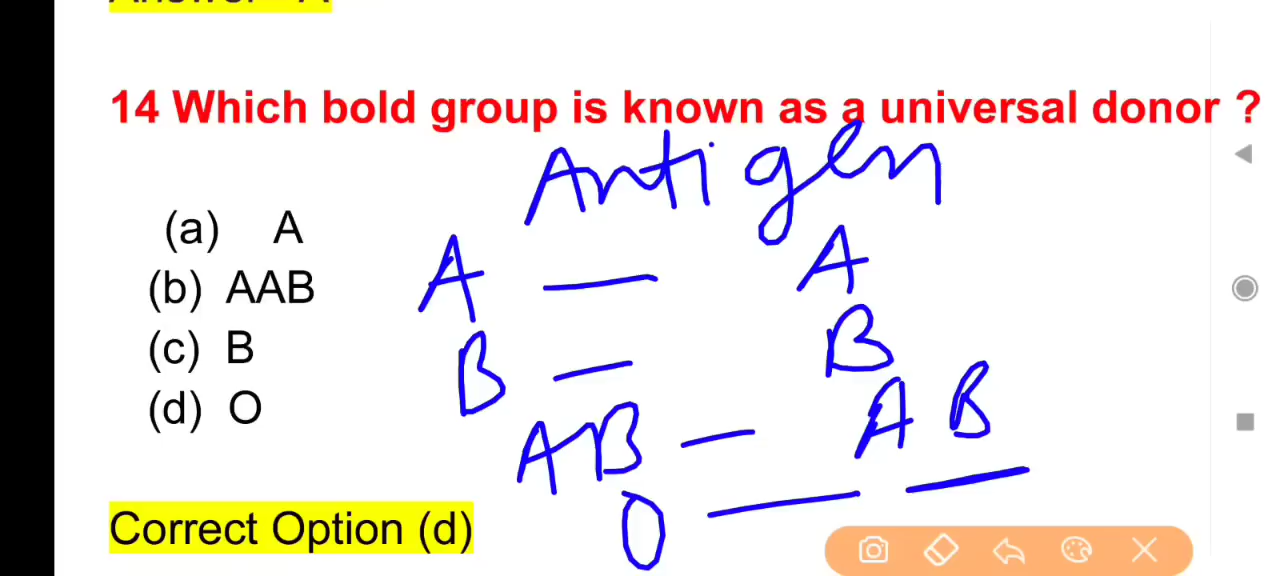 14 Which bold group is known as a universal donor ?
Antigen
(a) A
A — A
(b) AAB
(c) B
B — B
(d) O
AB — AB
O — —
Correct Option (d)